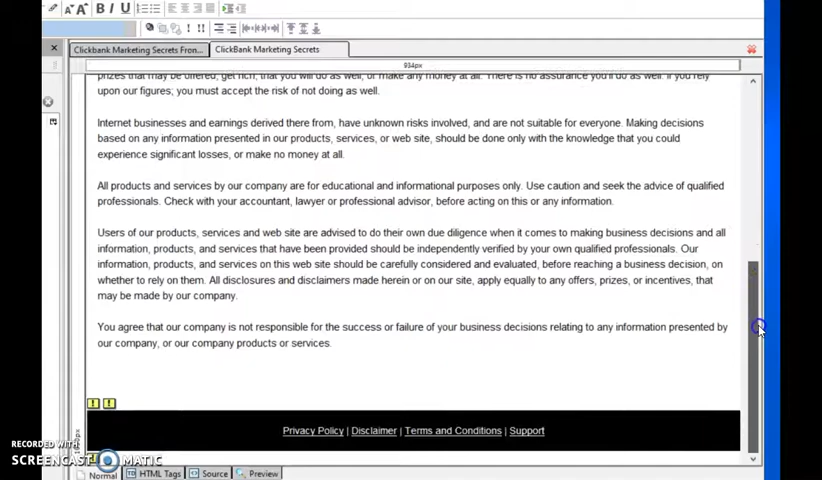 B I U
Clickbank Marketing Secrets Fron...
ClickBank Marketing Secrets
934px
prizes that may be offered, get rich, that you will do as well, or make any money at all. There is no assurance you'll do as well. If you rely
upon our figures; you must accept the risk of not doing as well.
Internet businesses and earnings derived there from, have unknown risks involved, and are not suitable for everyone. Making decisions
based on any information presented in our products, services, or web site, should be done only with the knowledge that you could
experience significant losses, or make no money at all.
All products and services by our company are for educational and informational purposes only. Use caution and seek the advice of qualified
professionals. Check with your accountant, lawyer or professional advisor, before acting on this or any information.
Users of our products, services and web site are advised to do their own due diligence when it comes to making business decisions and all
information, products, and services that have been provided should be independently verified by your own qualified professionals. Our
information, products, and services on this web site should be carefully considered and evaluated, before reaching a business decision, on
whether to rely on them. All disclosures and disclaimers made herein or on our site, apply equally to any offers, prizes, or incentives, that
may be made by our company.
You agree that our company is not responsible for the success or failure of your business decisions relating to any information presented by
our company, or our company products or services.
Privacy Policy | Disclaimer | Terms and Conditions | Support
RECORDED WITH
SCREENCAST MATIC
Normal HTML Tags Source Preview